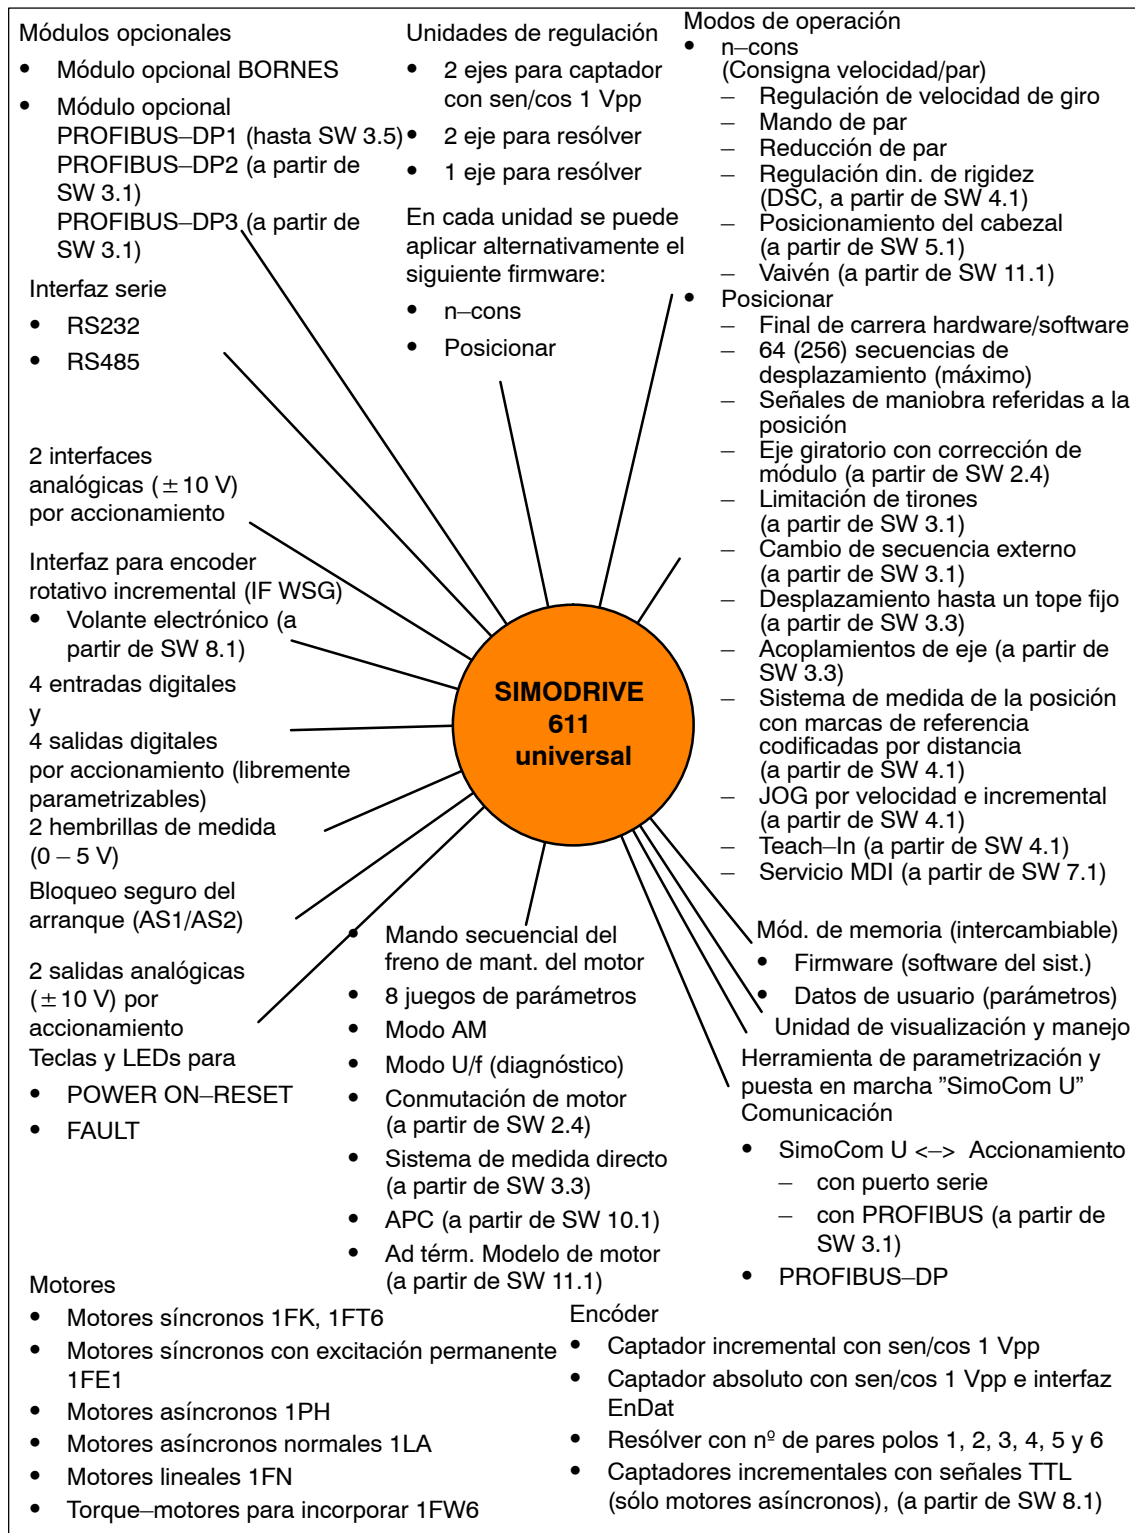 Módulos opcionales
• Módulo opcional BORNES
• Módulo opcional
PROFIBUS–DP1 (hasta SW 3.5)
PROFIBUS–DP2 (a partir de
SW 3.1)
PROFIBUS–DP3 (a partir de
SW 3.1)
Interfaz serie
• RS232
• RS485
2 interfaces
analógicas (±10 V)
por accionamiento
Interfaz para encoder
rotativo incremental (IF WSG)
• Volante electrónico (a
partir de SW 8.1)
4 entradas digitales
y
4 salidas digitales
por accionamiento (libremente
parametrizables)
2 hembrillas de medida
(0 – 5 V)
Bloqueo seguro del
arranque (AS1/AS2)
2 salidas analógicas
(±10 V) por
accionamiento
Teclas y LEDs para
• POWER ON–RESET
• FAULT
Unidades de regulación
• 2 ejes para captador
con sen/cos 1 Vpp
• 2 eje para resólver
• 1 eje para resólver
En cada unidad se puede
aplicar alternativamente el
siguiente firmware:
• n–cons
• Posicionar
Modos de operación
• n–cons
(Consigna velocidad/par)
– Regulación de velocidad de giro
– Mando de par
– Reducción de par
– Regulación din. de rigidez
(DSC, a partir de SW 4.1)
– Posicionamiento del cabezal
(a partir de SW 5.1)
– Vaivén (a partir de SW 11.1)
• Posicionar
– Final de carrera hardware/software
– 64 (256) secuencias de
desplazamiento (máximo)
– Señales de maniobra referidas a la
posición
– Eje giratorio con corrección de
módulo (a partir de SW 2.4)
– Limitación de tirones
(a partir de SW 3.1)
– Cambio de secuencia externo
(a partir de SW 3.1)
– Desplazamiento hasta un tope fijo
(a partir de SW 3.3)
– Acoplamientos de eje (a partir de
SW 3.3)
– Sistema de medida de la posición
con marcas de referencia
codificadas por distancia
(a partir de SW 4.1)
– JOG por velocidad e incremental
(a partir de SW 4.1)
– Teach–In (a partir de SW 4.1)
– Servicio MDI (a partir de SW 7.1)
SIMODRIVE
611
universal
• Mando secuencial del
freno de mant. del motor
• 8 juegos de parámetros
• Modo AM
• Modo U/f (diagnóstico)
• Conmutación de motor
(a partir de SW 2.4)
• Sistema de medida directo
(a partir de SW 3.3)
• APC (a partir de SW 10.1)
• Ad térm. Modelo de motor
(a partir de SW 11.1)
Mód. de memoria (intercambiable)
• Firmware (software del sist.)
• Datos de usuario (parámetros)
Unidad de visualización y manejo
Herramienta de parametrización y
puesta en marcha ”SimoCom U”
Comunicación
• SimoCom U <–> Accionamiento
– con puerto serie
– con PROFIBUS (a partir de
SW 3.1)
• PROFIBUS–DP
Motores
• Motores síncronos 1FK, 1FT6
• Motores síncronos con excitación permanente
1FE1
• Motores asíncronos 1PH
• Motores asíncronos normales 1LA
• Motores lineales 1FN
• Torque–motores para incorporar 1FW6
Encóder
• Captador incremental con sen/cos 1 Vpp
• Captador absoluto con sen/cos 1 Vpp e interfaz
EnDat
• Resólver con nº de pares polos 1, 2, 3, 4, 5 y 6
• Captadores incrementales con señales TTL
(sólo motores asíncronos), (a partir de SW 8.1)